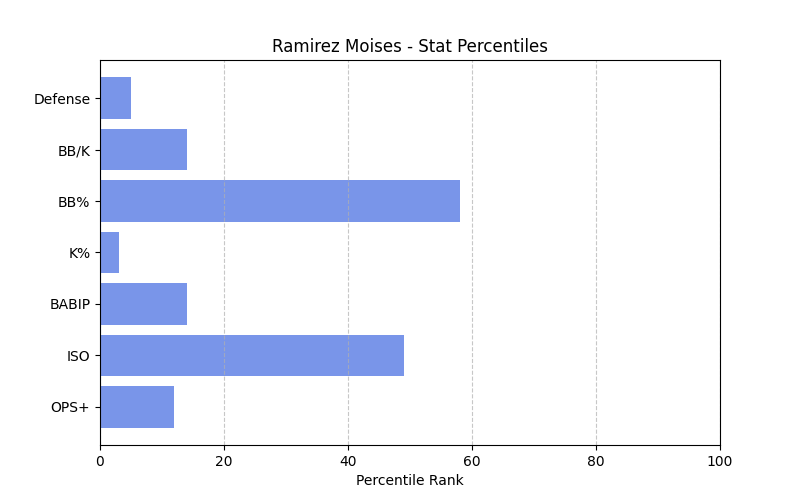 Ramirez Moises - Stat Percentiles
Defense
BB/K
BB%
K%
BABIP
ISO
OPS+
0 20 40 60 80 100
Percentile Rank